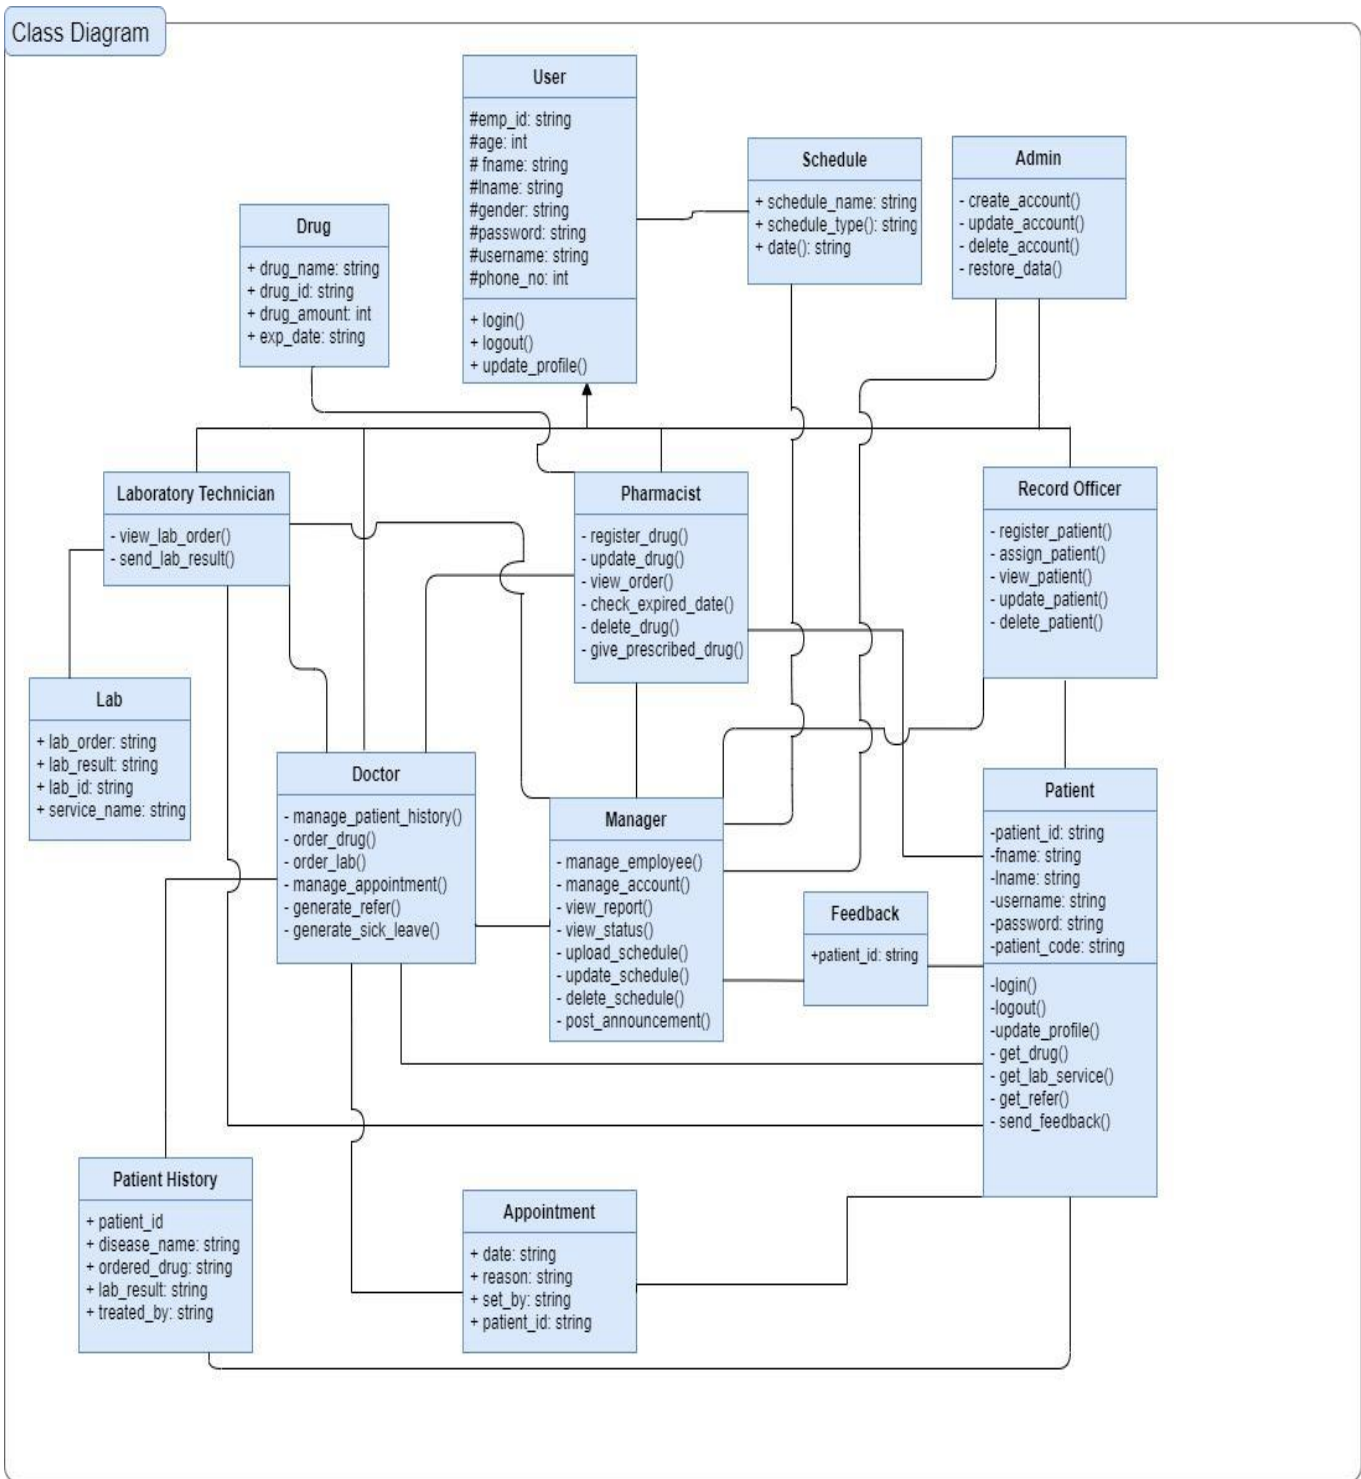 Class Diagram
User
#emp_id: string
#age: int
# fname: string
#lname: string
#gender: string
#password: string
#username: string
#phone_no: int
+ login()
+ logout()
+ update_profile()
Schedule
+ schedule_name: string
+ schedule_type(): string
+ date(): string
Admin
- create_account()
- update_account()
- delete_account()
- restore_data()
Drug
+ drug_name: string
+ drug_id: string
+ drug_amount: int
+ exp_date: string
Laboratory Technician
- view_lab_order()
- send_lab_result()
Pharmacist
- register_drug()
- update_drug()
- view_order()
- check_expired_date()
- delete_drug()
- give_prescribed_drug()
Record Officer
- register_patient()
- assign_patient()
- view_patient()
- update_patient()
- delete_patient()
Lab
+ lab_order: string
+ lab_result: string
+ lab_id: string
+ service_name: string
Doctor
- manage_patient_history()
- order_drug()
- order_lab()
- manage_appointment()
- generate_refer()
- generate_sick_leave()
Manager
- manage_employee()
- manage_account()
- view_report()
- view_status()
- upload_schedule()
- update_schedule()
- delete_schedule()
- post_announcement()
Feedback
+patient_id: string
Patient
-patient_id: string
-fname: string
-lname: string
-username: string
-password: string
-patient_code: string
-login()
-logout()
-update_profile()
- get_drug()
- get_lab_service()
- get_refer()
- send_feedback()
Patient History
+ patient_id
+ disease_name: string
+ ordered_drug: string
+ lab_result: string
+ treated_by: string
Appointment
+ date: string
+ reason: string
+ set_by: string
+ patient_id: string